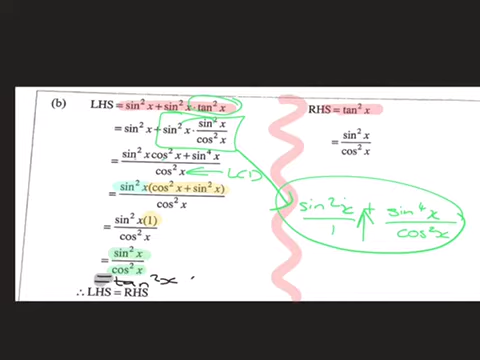 (b) LHS = sin² x + sin² x · tan² x
= sin² x + sin² x · sin² x / cos² x
= sin² x cos² x + sin⁴ x / cos² x ← LCD
= sin² x(cos² x + sin² x) / cos² x
= sin² x(1) / cos² x
= sin² x / cos² x
= tan² x
∴ LHS = RHS
RHS = tan² x
= sin² x / cos² x
sin² x / 1 + sin⁴ x / cos² x